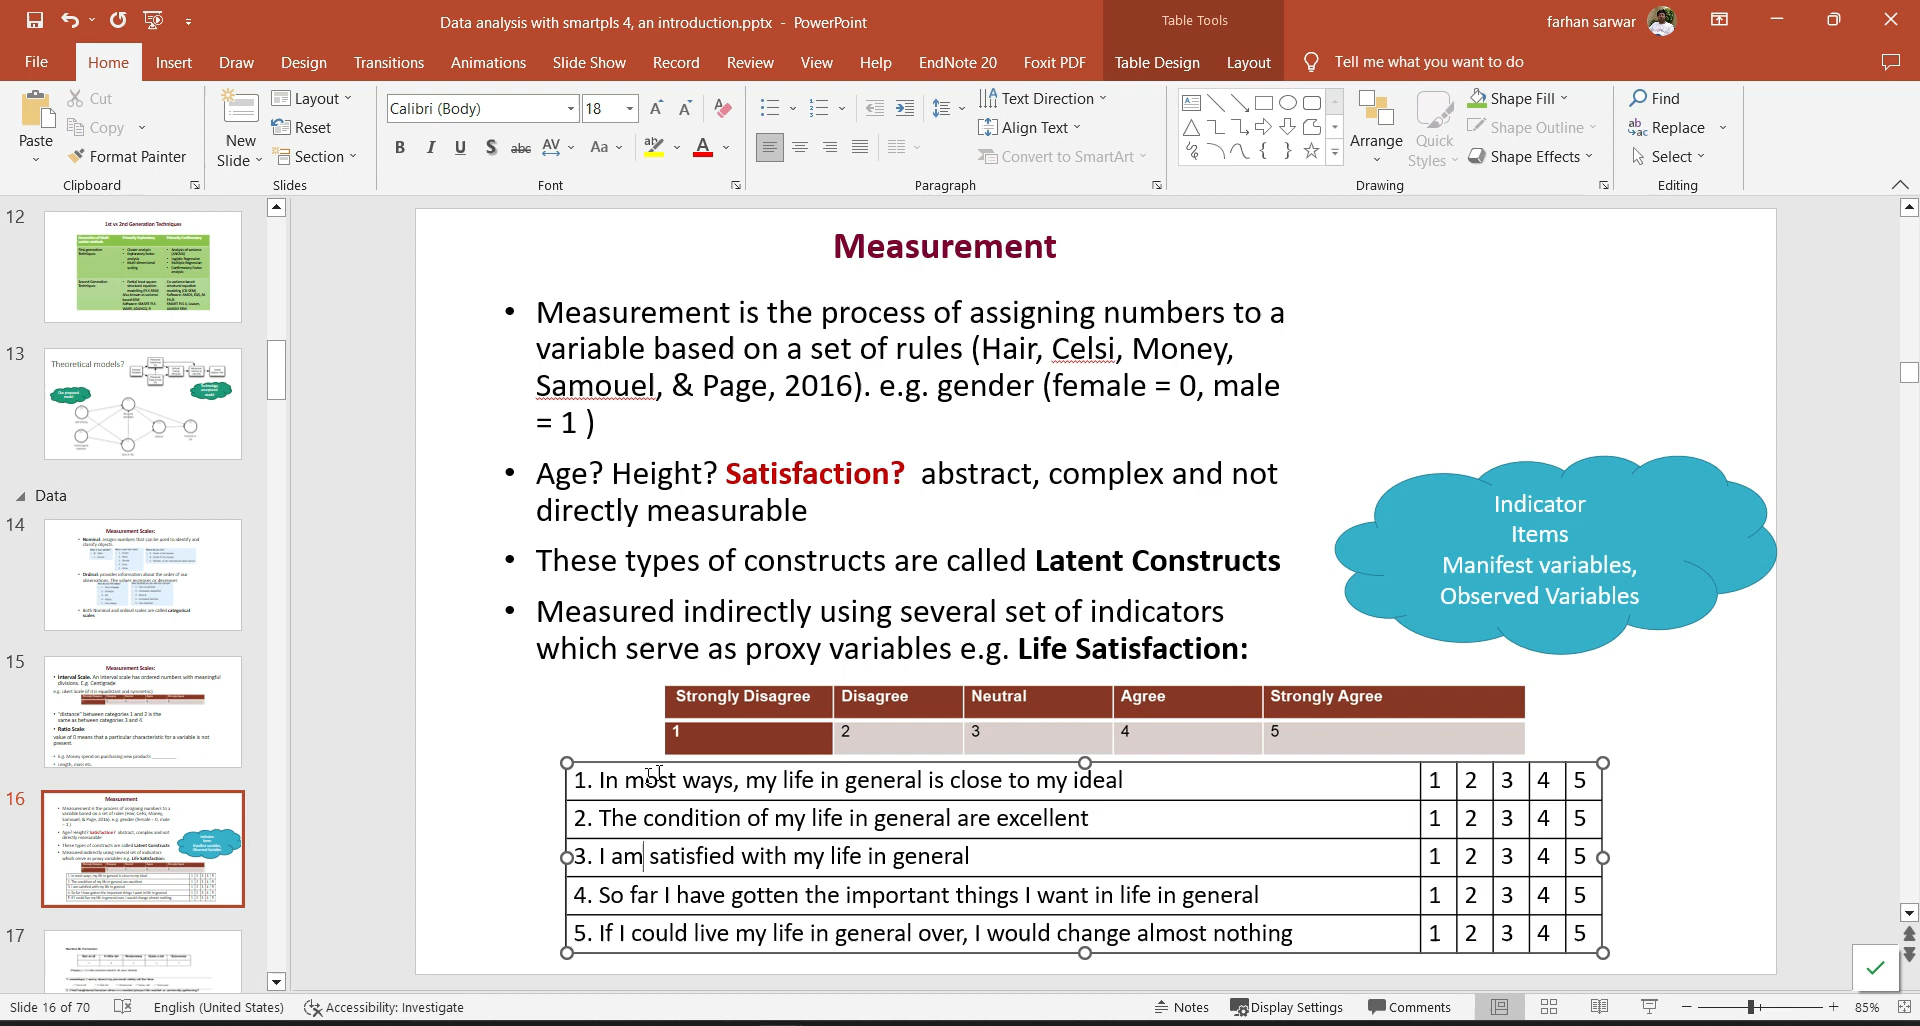 Data analysis with smartpls 4, an introduction.pptx - PowerPoint
Table Tools
farhan sarwar
File Home Insert Draw Design Transitions Animations Slide Show Record Review View Help EndNote 20 Foxit PDF Table Design Layout Tell me what you want to do
Paste
Cut
Copy
Format Painter
Clipboard
New Slide
Layout
Reset
Section
Slides
Calibri (Body) 18
B I U S abc AV Aa A
Font
Text Direction
Align Text
Convert to SmartArt
Paragraph
Arrange
Quick Styles
Shape Fill
Shape Outline
Shape Effects
Drawing
Find
Replace
Select
Editing
12
1st vs 2nd Generation Techniques
13
Theoretical models?
Data
14
Measurement Scales:
15
Measurement Scales:
16
Measurement
17
Measurement
• Measurement is the process of assigning numbers to a
variable based on a set of rules (Hair, Celsi, Money,
Samouel, & Page, 2016). e.g. gender (female = 0, male
= 1 )
• Age? Height? Satisfaction? abstract, complex and not
directly measurable
• These types of constructs are called Latent Constructs
• Measured indirectly using several set of indicators
which serve as proxy variables e.g. Life Satisfaction:
Indicator
Items
Manifest variables,
Observed Variables
Strongly Disagree Disagree Neutral Agree Strongly Agree
1 2 3 4 5
1. In most ways, my life in general is close to my ideal 1 2 3 4 5
2. The condition of my life in general are excellent 1 2 3 4 5
3. I am satisfied with my life in general 1 2 3 4 5
4. So far I have gotten the important things I want in life in general 1 2 3 4 5
5. If I could live my life in general over, I would change almost nothing 1 2 3 4 5
Slide 16 of 70 English (United States) Accessibility: Investigate Notes Display Settings Comments 85%